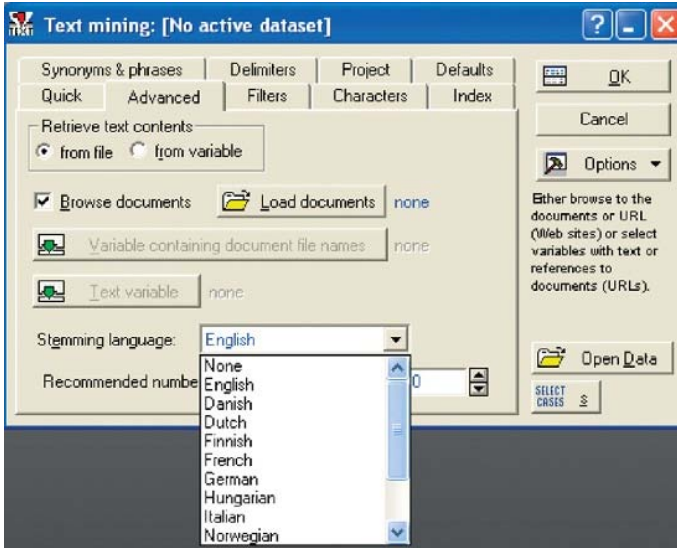 Text mining: [No active dataset]
Synonyms & phrases Delimiters Project Defaults
Quick Advanced Filters Characters Index
Retrieve text contents
from file from variable
Browse documents Load documents none
Variable containing document file names none
Text variable none
Stemming language: English
Recommended numbe 0
None
English
Danish
Dutch
Finnish
French
German
Hungarian
Italian
Norwegian
OK
Cancel
Options
Either browse to the
documents or URL
(Web sites) or select
variables with text or
references to
documents (URLs).
Open Data
SELECT
CASES S